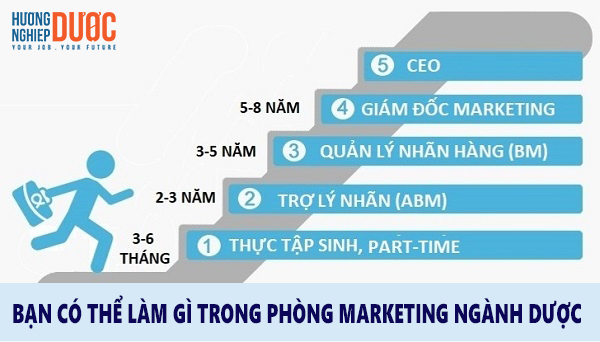 HUONG
NGHIEP
DƯỢC
YOUR JOB . YOUR FUTURE
5 CEO
5-8 NĂM 4 GIÁM ĐỐC MARKETING
3-5 NĂM 3 QUẢN LÝ NHÃN HÀNG (BM)
2-3 NĂM 2 TRỢ LÝ NHÃN (ABM)
3-6
THÁNG
1 THỰC TẬP SINH, PART-TIME
BẠN CÓ THỂ LÀM GÌ TRONG PHÒNG MARKETING NGÀNH DƯỢC